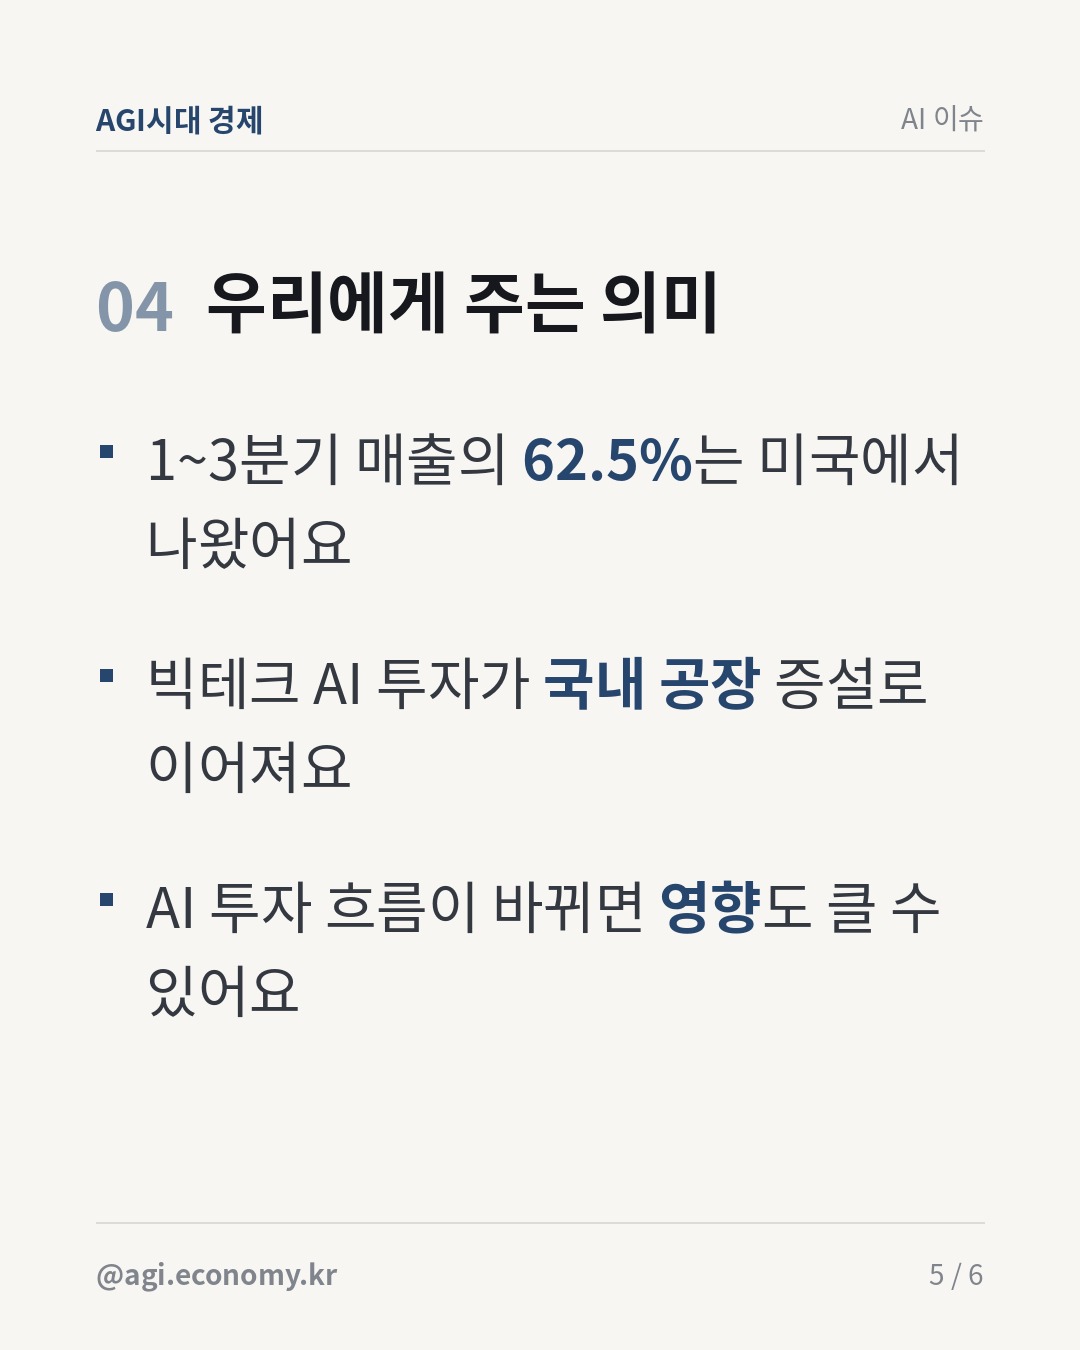 AGI시대 경제
AI 이슈
04 우리에게 주는 의미
▪ 1~3분기 매출의 62.5%는 미국에서
나왔어요
▪ 빅테크 AI 투자가 국내 공장 증설로
이어져요
▪ AI 투자 흐름이 바뀌면 영향도 클 수
있어요
@agi.economy.kr
5 / 6